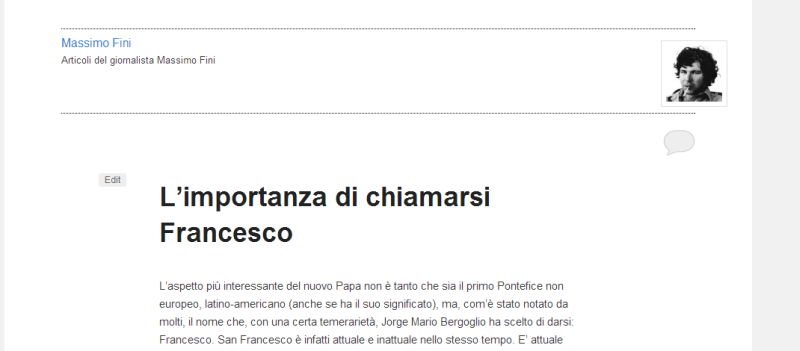 Massimo Fini
Articoli del giornalista Massimo Fini
Edit
L’importanza di chiamarsi
Francesco
L’aspetto più interessante del nuovo Papa non è tanto che sia il primo Pontefice non
europeo, latino-americano (anche se ha il suo significato), ma, com’è stato notato da
molti, il nome che, con una certa temerarietà, Jorge Mario Bergoglio ha scelto di darsi:
Francesco. San Francesco è infatti attuale e inattuale nello stesso tempo. E’ attuale